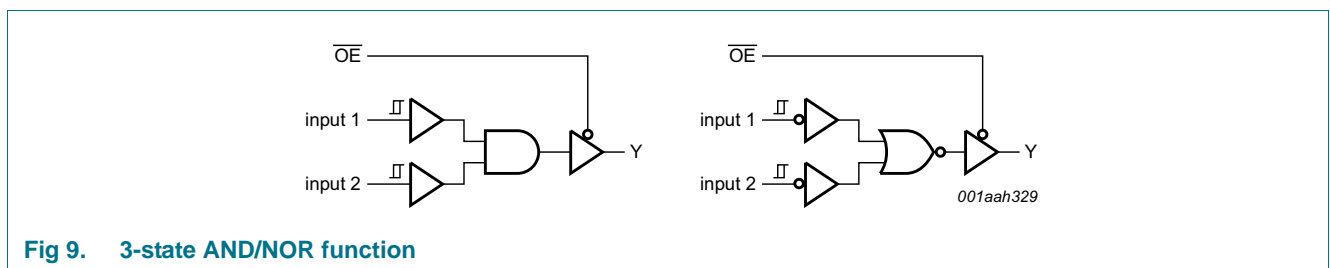 OE
input 1
input 2
Y
OE
input 1
input 2
Y
001aah329
Fig 9. 3-state AND/NOR function